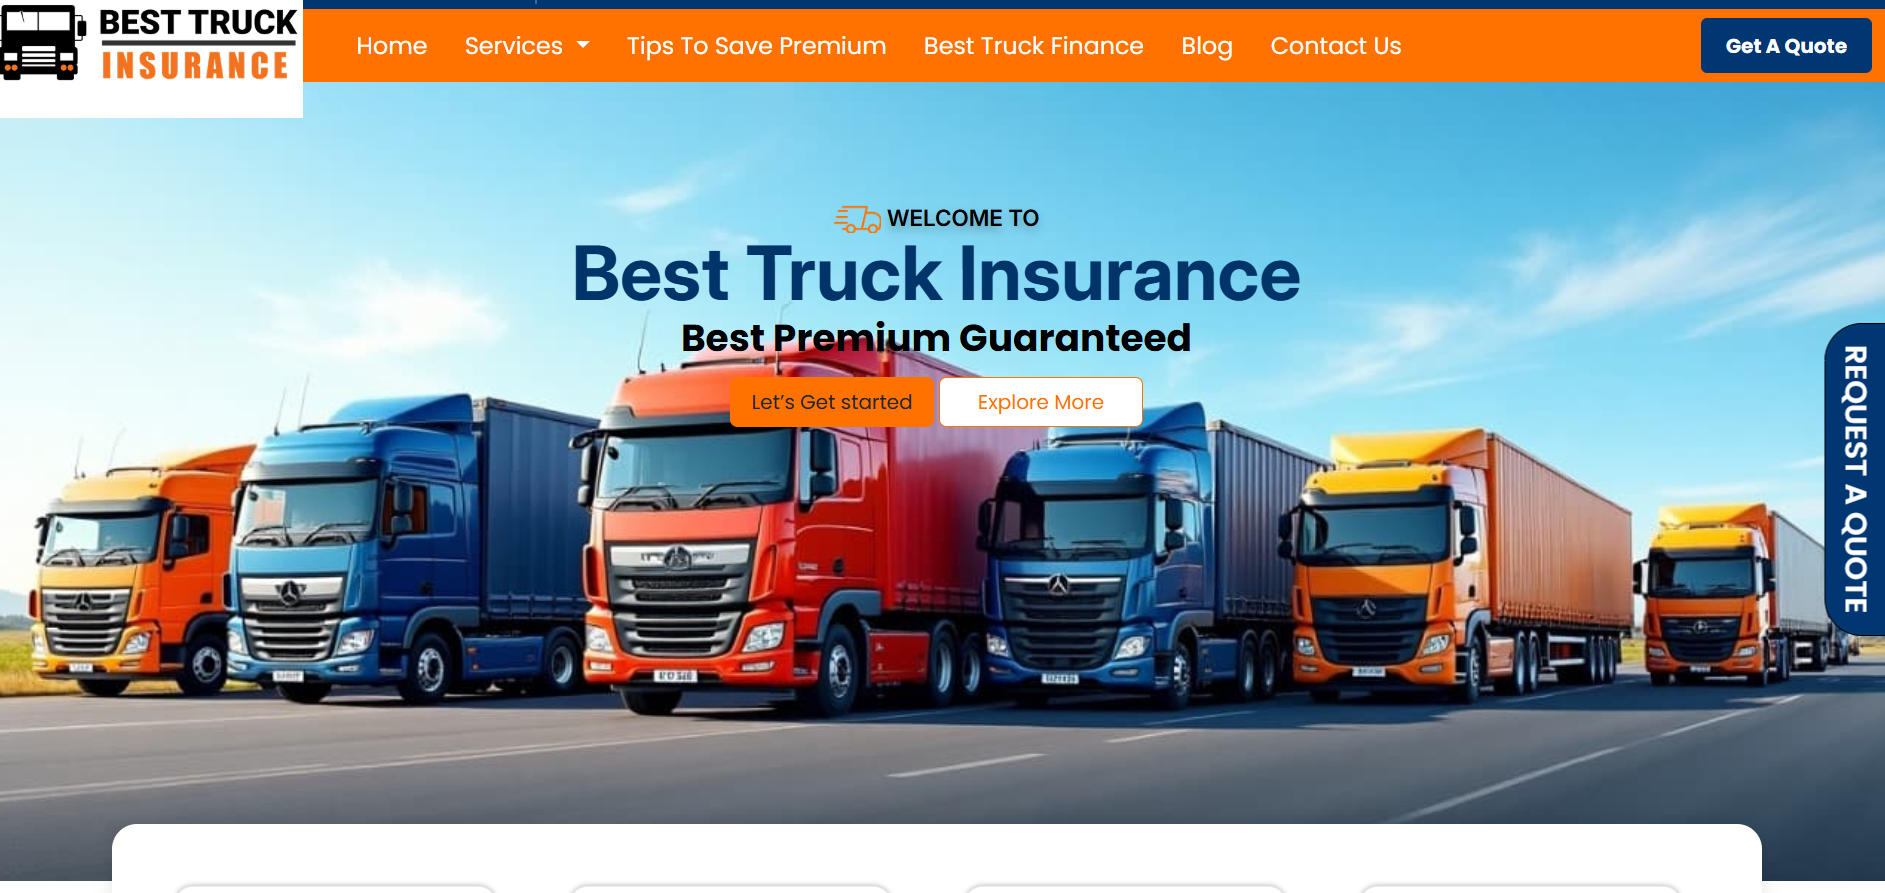 BEST TRUCK
INSURANCE
Home Services Tips To Save Premium Best Truck Finance Blog Contact Us Get A Quote
WELCOME TO
Best Truck Insurance
Best Premium Guaranteed
Let's Get started Explore More
REQUEST A QUOTE